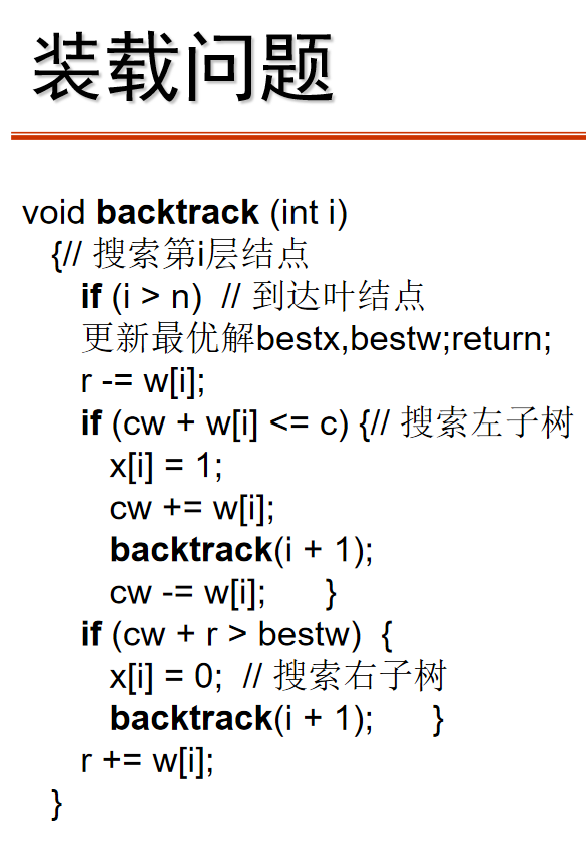 装载问题
void backtrack (int i)
{// 搜索第i层结点
if (i > n) // 到达叶结点
更新最优解bestx,bestw;return;
r -= w[i];
if (cw + w[i] <= c) {// 搜索左子树
x[i] = 1;
cw += w[i];
backtrack(i + 1);
cw -= w[i]; }
if (cw + r > bestw) {
x[i] = 0; // 搜索右子树
backtrack(i + 1); }
r += w[i];
}